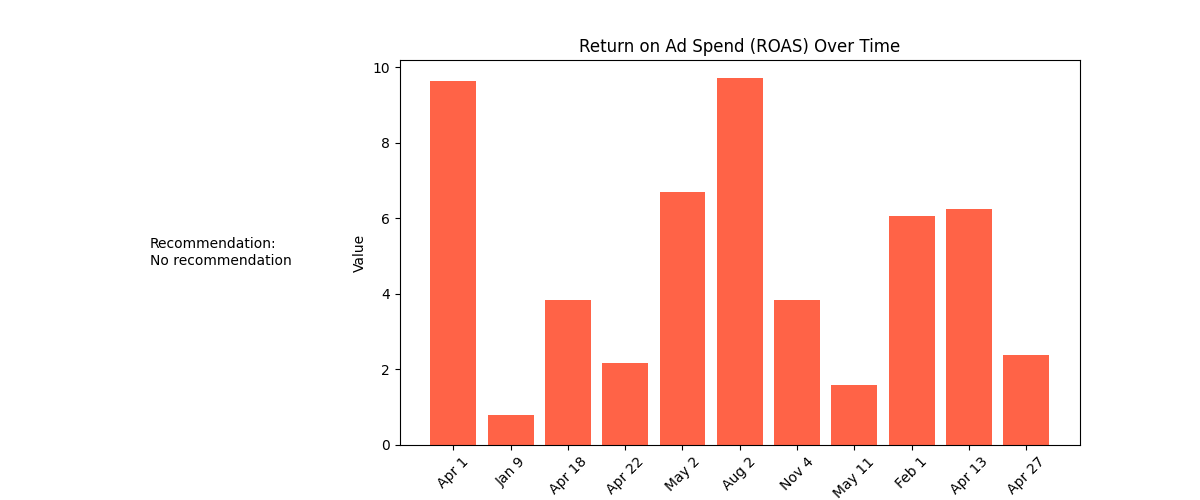 Return on Ad Spend (ROAS) Over Time
Recommendation:
No recommendation
Value
10
8
6
4
2
0
Apr 1
Jan 9
Apr 18
Apr 22
May 2
Aug 2
Nov 4
May 11
Feb 1
Apr 13
Apr 27